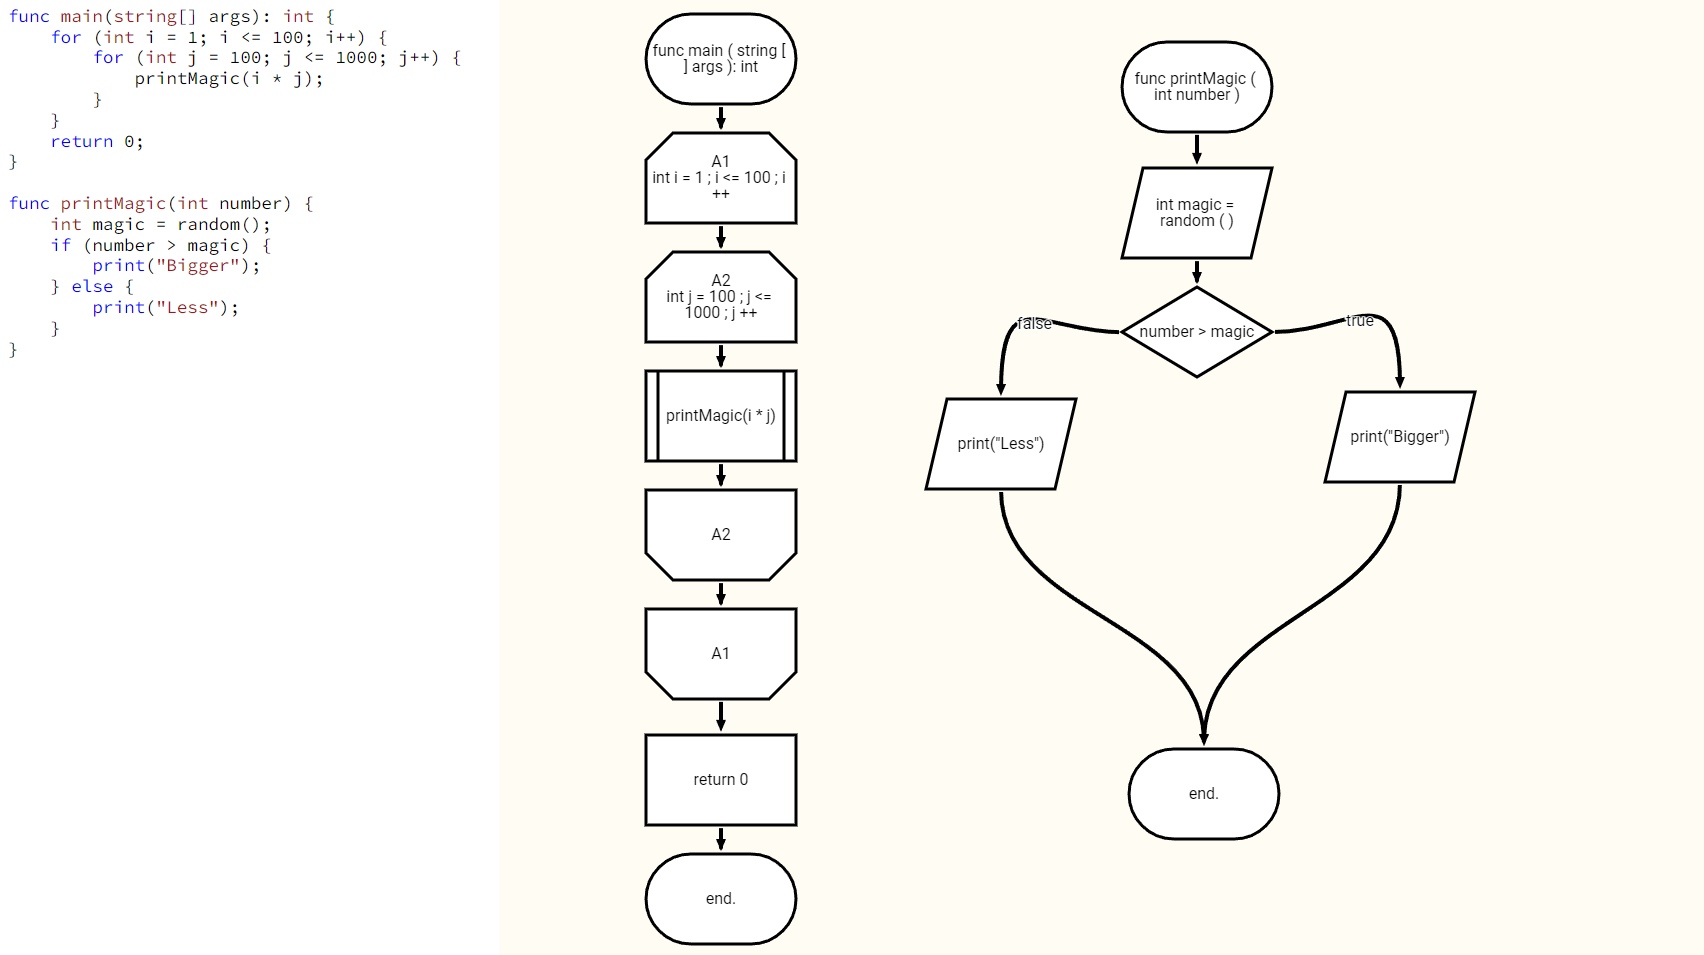 func main(string[] args): int {
    for (int i = 1; i <= 100; i++) {
        for (int j = 100; j <= 1000; j++) {
            printMagic(i * j);
        }
    }
    return 0;
}

func printMagic(int number) {
    int magic = random();
    if (number > magic) {
        print("Bigger");
    } else {
        print("Less");
    }
}
func main ( string [
] args ): int
A1
int i = 1 ; i <= 100 ; i
++
A2
int j = 100 ; j <=
1000 ; j ++
printMagic(i * j)
A2
A1
return 0
end.
func printMagic (
int number )
int magic =
random ( )
number > magic
false
true
print("Less")
print("Bigger")
end.